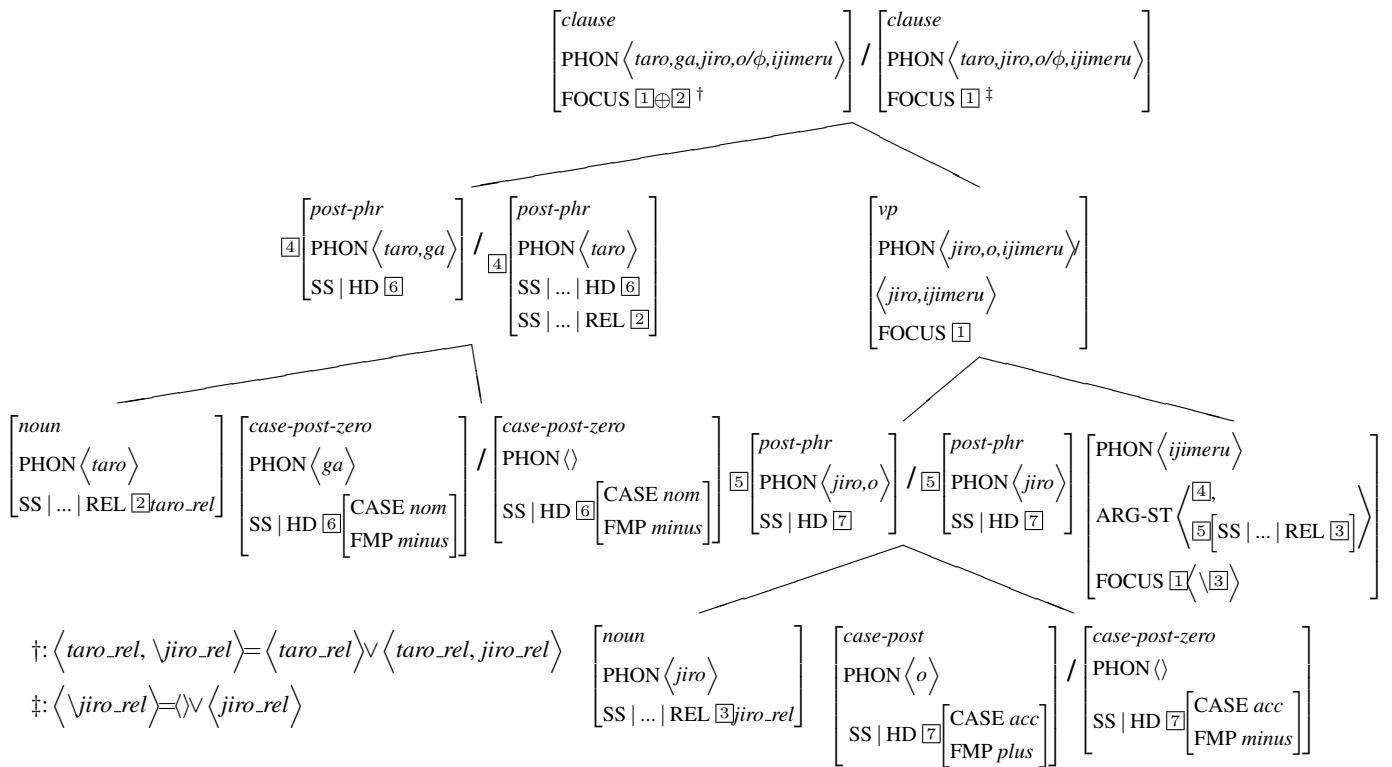 [clause PHON⟨taro,ga,jiro,o/ϕ,ijimeru⟩ FOCUS [1]⊕[2] †] / [clause PHON⟨taro,jiro,o/ϕ,ijimeru⟩ FOCUS [1] ‡]
[4][post-phr PHON⟨taro,ga⟩ SS | HD [6]] / [4][post-phr PHON⟨taro⟩ SS | ... | HD [6] SS | ... | REL [2]]
[vp PHON⟨jiro,o,ijimeru⟩/ ⟨jiro,ijimeru⟩ FOCUS [1]]
[noun PHON⟨taro⟩ SS | ... | REL [2]taro_rel]
[case-post-zero PHON⟨ga⟩ SS | HD [6][CASE nom FMP minus]] / [case-post-zero PHON⟨⟩ SS | HD [6][CASE nom FMP minus]]
[5][post-phr PHON⟨jiro,o⟩ SS | HD [7]] / [5][post-phr PHON⟨jiro⟩ SS | HD [7]]
[PHON⟨ijimeru⟩ ARG-ST⟨[4], [5][SS | ... | REL [3]]⟩ FOCUS [1]⟨\[3]⟩]
[noun PHON⟨jiro⟩ SS | ... | REL [3]jiro_rel]
[case-post PHON⟨o⟩ SS | HD [7][CASE acc FMP plus]] / [case-post-zero PHON⟨⟩ SS | HD [7][CASE acc FMP minus]]
†: ⟨taro_rel, \jiro_rel⟩=⟨taro_rel⟩∨⟨taro_rel, jiro_rel⟩
‡: ⟨\jiro_rel⟩=⟨⟩∨⟨jiro_rel⟩